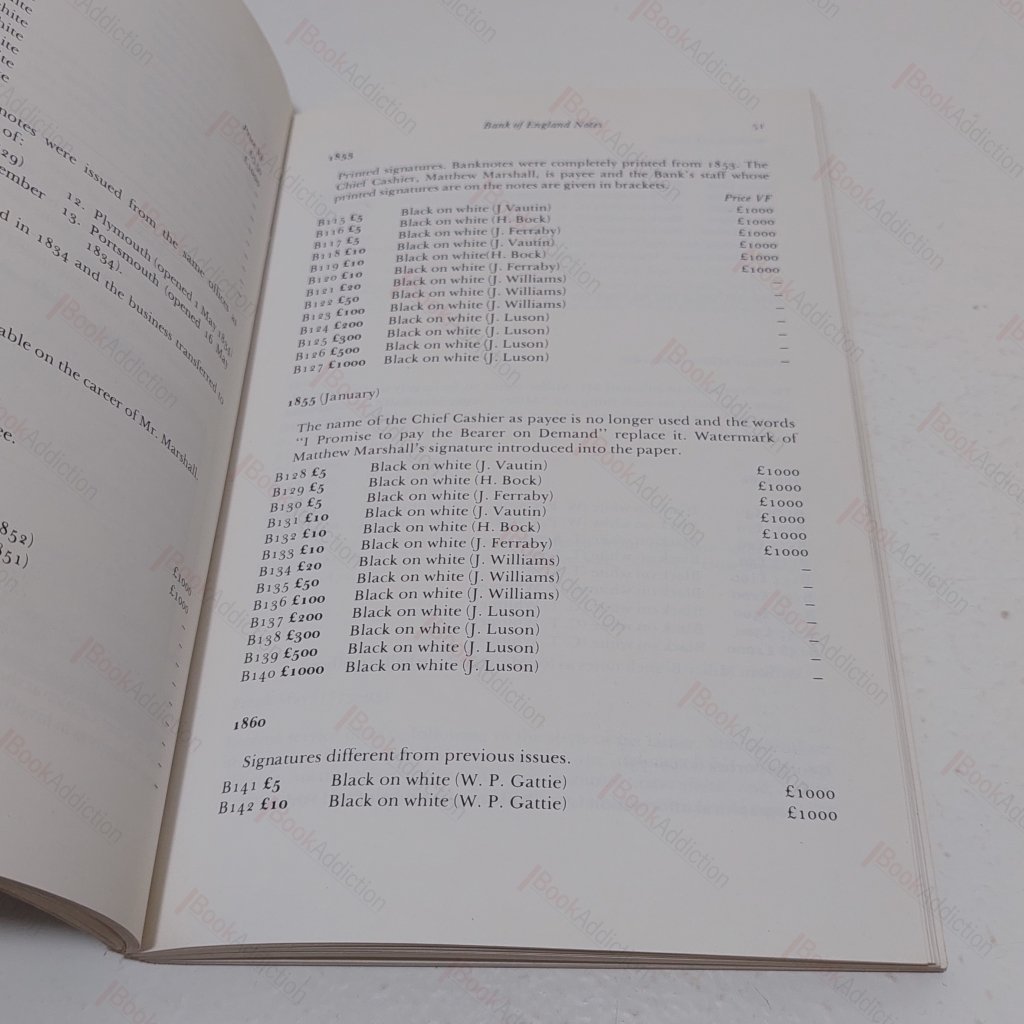 notes were issued from the same offices as
of:
12. Plymouth (opened 1 May 1834)
13. Portsmouth (opened 16 May
1834).
in 1834 and the business transferred to
able on the career of Mr. Marshall.
£1000
£1000
Bank of England Notes 51
1855
Printed signatures. Banknotes were completely printed from 1853. The
Chief Cashier, Matthew Marshall, is payee and the Bank's staff whose
printed signatures are on the notes are given in brackets.
Price VF
B115 £5 Black on white (J Vautin) £1000
B116 £5 Black on white (H. Bock) £1000
B117 £5 Black on white (J. Ferraby) £1000
B118 £10 Black on white (J. Vautin) £1000
B119 £10 Black on white(H. Bock) £1000
B120 £10 Black on white (J. Ferraby) £1000
B121 £20 Black on white (J. Williams) –
B122 £50 Black on white (J. Williams) –
B123 £100 Black on white (J. Williams) –
B124 £200 Black on white (J. Luson) –
B125 £300 Black on white (J. Luson) –
B126 £500 Black on white (J. Luson) –
B127 £1000 Black on white (J. Luson) –
1855 (January)
The name of the Chief Cashier as payee is no longer used and the words
"I Promise to pay the Bearer on Demand" replace it. Watermark of
Matthew Marshall's signature introduced into the paper.
B128 £5 Black on white (J. Vautin) £1000
B129 £5 Black on white (H. Bock) £1000
B130 £5 Black on white (J. Ferraby) £1000
B131 £10 Black on white (J. Vautin) £1000
B132 £10 Black on white (H. Bock) £1000
B133 £10 Black on white (J. Ferraby) £1000
B134 £20 Black on white (J. Williams) –
B135 £50 Black on white (J. Williams) –
B136 £100 Black on white (J. Williams) –
B137 £200 Black on white (J. Luson) –
B138 £300 Black on white (J. Luson) –
B139 £500 Black on white (J. Luson) –
B140 £1000 Black on white (J. Luson) –
1860
Signatures different from previous issues.
B141 £5 Black on white (W. P. Gattie) £1000
B142 £10 Black on white (W. P. Gattie) £1000
BookAddiction